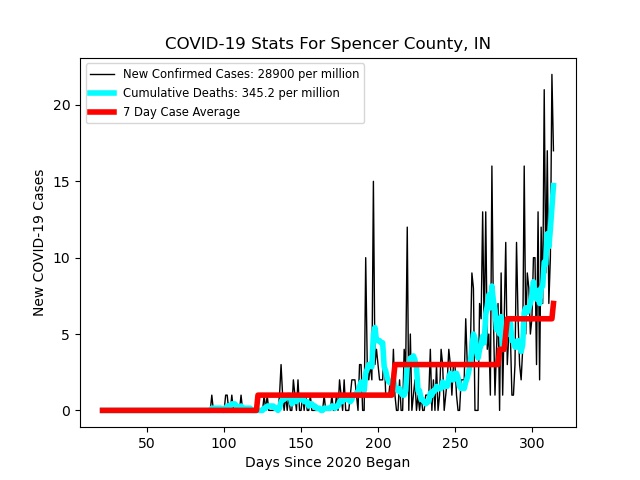 COVID-19 Stats For Spencer County, IN
New Confirmed Cases: 28900 per million
Cumulative Deaths: 345.2 per million
7 Day Case Average
New COVID-19 Cases
20
15
10
5
0
50 100 150 200 250 300
Days Since 2020 Began